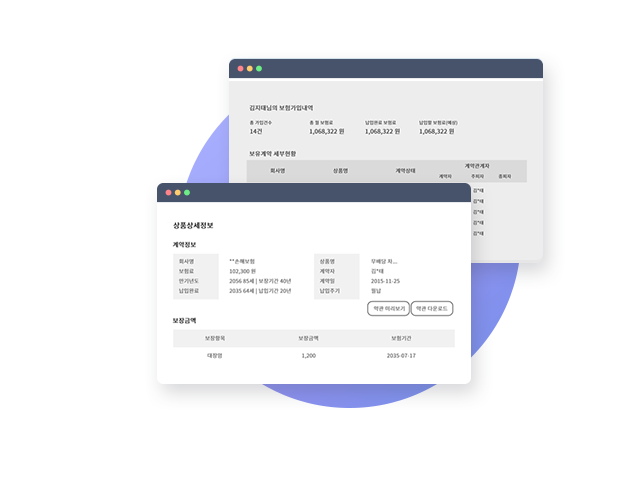 김지태님의 보험가입내역
총 가입건수 총 월 보험료 납입완료 보험료 납입할 보험료(예상)
14건 1,068,322 원 1,068,322 원 1,068,322 원
보유계약 세부현황
회사명 상품명 계약상태 계약관계자
계약자 주피자 종피자
김*태
김*태
김*태
김*태
김*태
상품상세정보
계약정보
회사명 **손해보험 상품명 무배당 치...
보험료 102,300 원 계약자 김*태
만기년도 2056 85세 | 보장기간 40년 계약일 2015-11-25
납입완료 2035 64세 | 납입기간 20년 납입주기 월납
약관 미리보기 약관 다운로드
보장금액
보장항목 보장금액 보험기간
대장암 1,200 2035-07-17